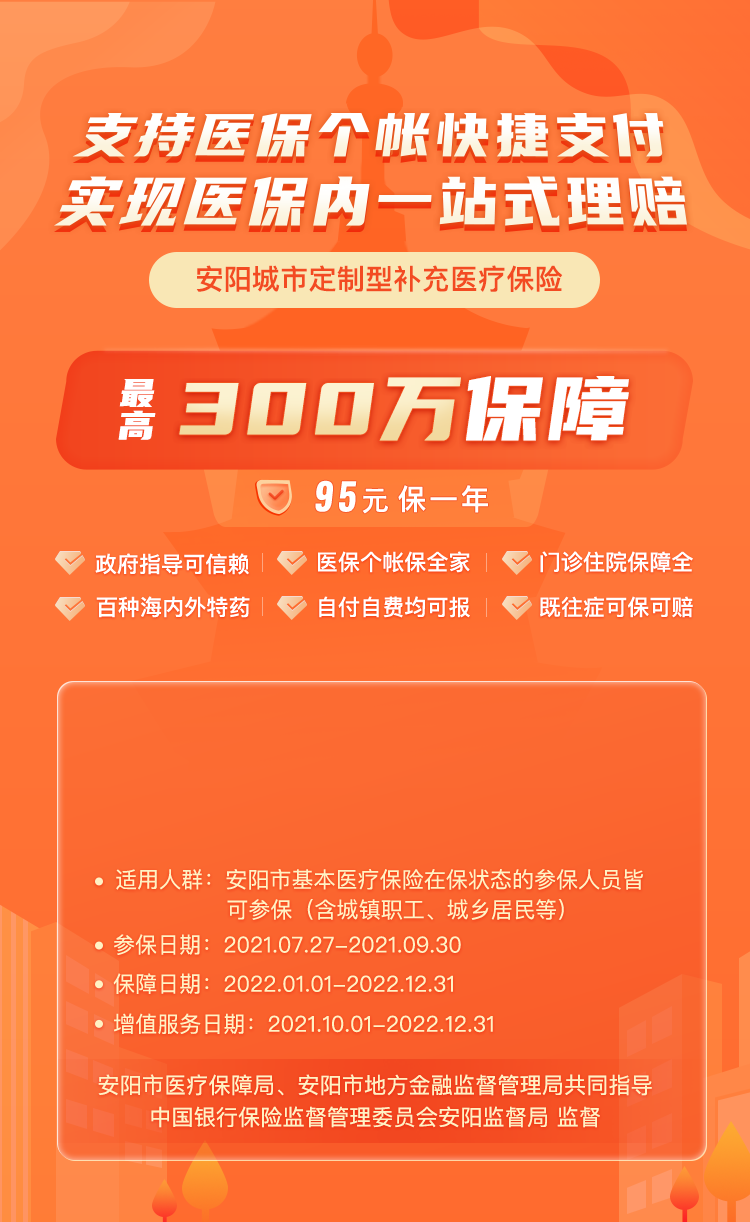 支持医保个帐快捷支付
实现医保内一站式理赔
安阳城市定制型补充医疗保险
最高 300万保障
95元 保一年
政府指导可信赖 医保个帐保全家 门诊住院保障全
百种海内外特药 自付自费均可报 既往症可保可赔
• 适用人群：安阳市基本医疗保险在保状态的参保人员皆
可参保（含城镇职工、城乡居民等）
• 参保日期：2021.07.27-2021.09.30
• 保障日期：2022.01.01-2022.12.31
• 增值服务日期：2021.10.01-2022.12.31
安阳市医疗保障局、安阳市地方金融监督管理局共同指导
中国银行保险监督管理委员会安阳监督局 监督